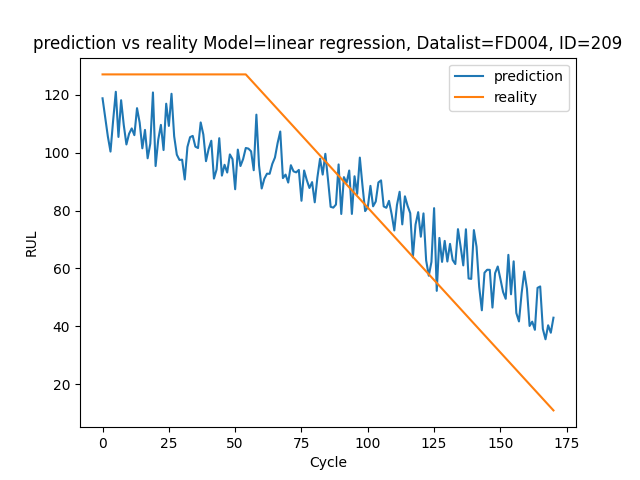 prediction vs reality Model=linear regression, Datalist=FD004, ID=209
prediction
reality
120
100
80
60
40
20
RUL
0 25 50 75 100 125 150 175
Cycle